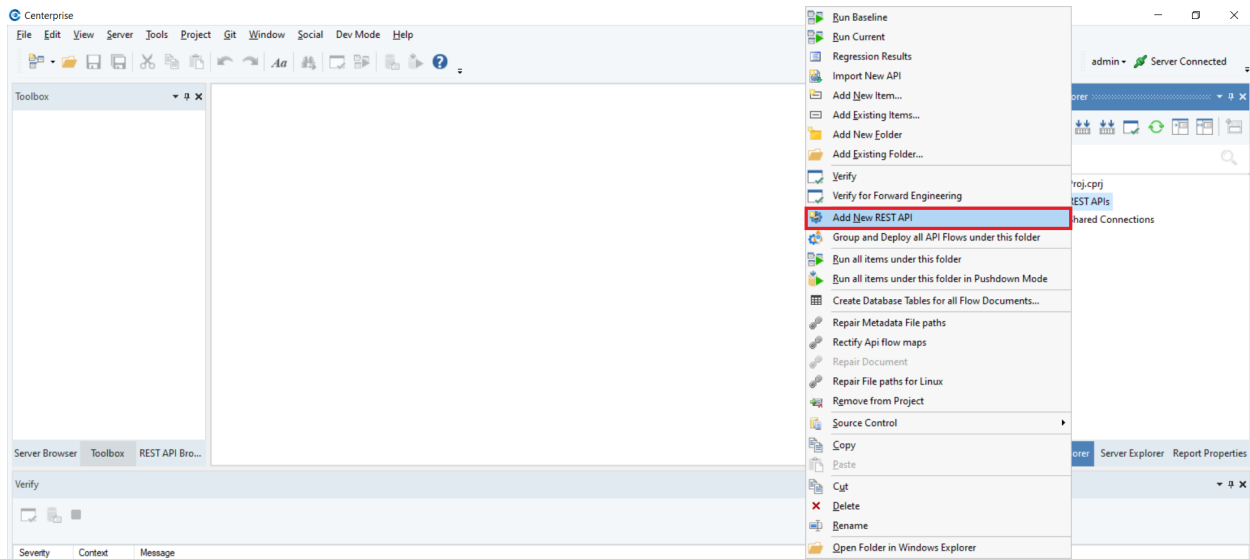 Centerprise
File Edit View Server Tools Project Git Window Social Dev Mode Help
Aa
admin Server Connected
Toolbox
orer
Run Baseline
Run Current
Regression Results
Import New API
Add New Item...
Add Existing Items...
Add New Folder
Add Existing Folder...
Verify
Verify for Forward Engineering
Add New REST API
Group and Deploy all API Flows under this folder
Run all items under this folder
Run all items under this folder in Pushdown Mode
Create Database Tables for all Flow Documents...
Repair Metadata File paths
Rectify Api flow maps
Repair Document
Repair File paths for Linux
Remove from Project
Source Control
Copy
Paste
Cut
Delete
Rename
Open Folder in Windows Explorer
roj.cprj
REST APIs
hared Connections
Server Browser Toolbox REST API Bro...
orer Server Explorer Report Properties
Verify
Severity Context Message